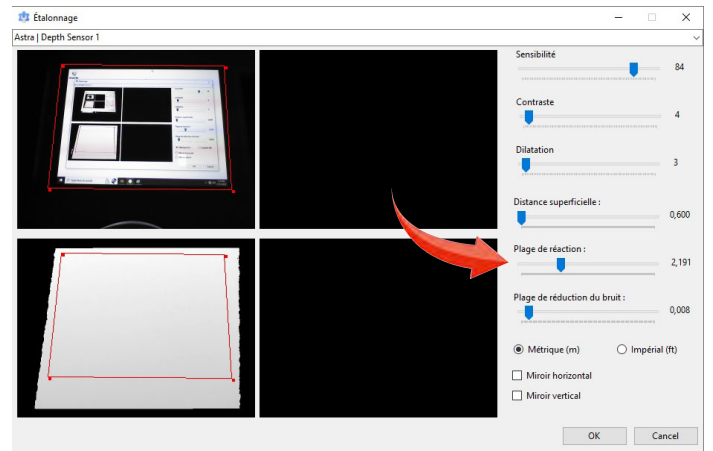 Étalonnage
Astra | Depth Sensor 1
Sensibilité
84
Contraste
4
Dilatation
3
Distance superficielle :
0,600
Plage de réaction :
2,191
Plage de réduction du bruit :
0,008
Métrique (m)
Impérial (ft)
Miroir horizontal
Miroir vertical
OK
Cancel